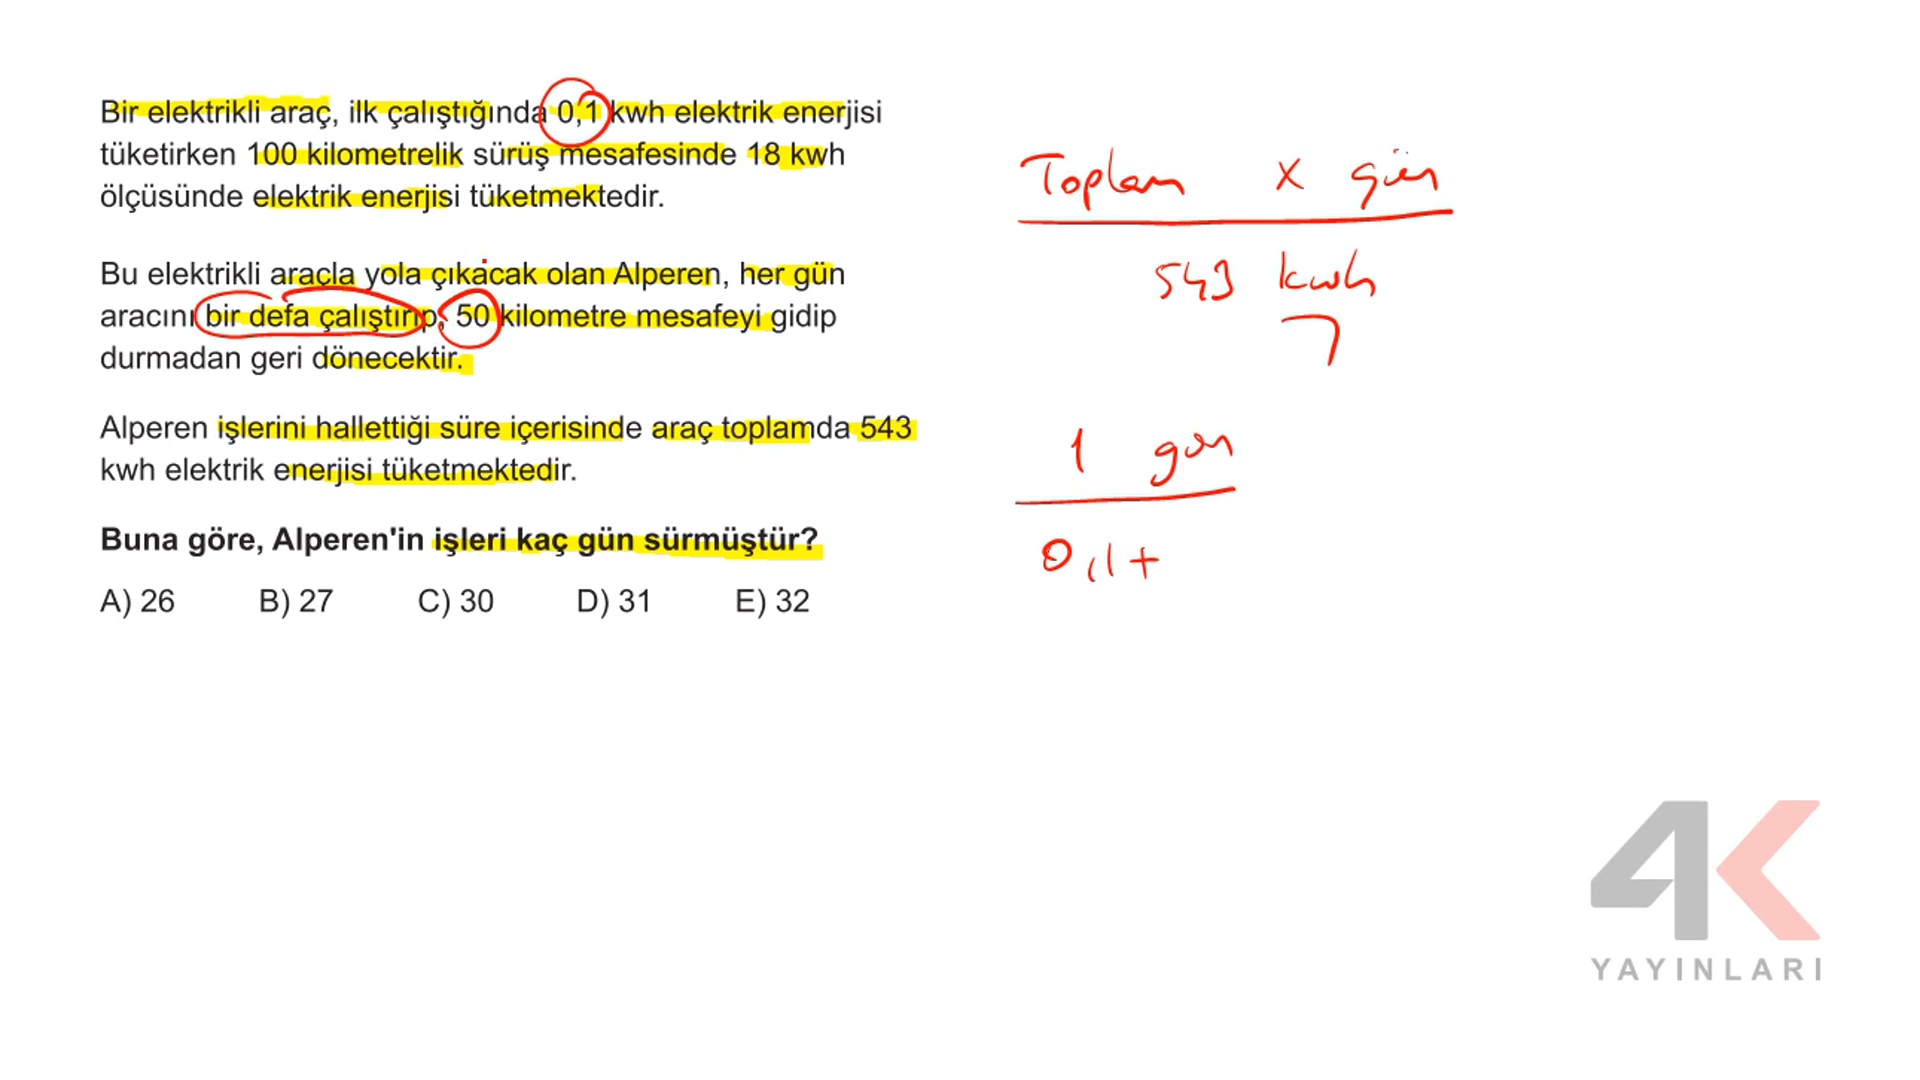 Bir elektrikli araç, ilk çalıştığında 0,1 kwh elektrik enerjisi
tüketirken 100 kilometrelik sürüş mesafesinde 18 kwh
ölçüsünde elektrik enerjisi tüketmektedir.
Bu elektrikli araçla yola çıkacak olan Alperen, her gün
aracını bir defa çalıştırıp, 50 kilometre mesafeyi gidip
durmadan geri dönecektir.
Alperen işlerini hallettiği süre içerisinde araç toplamda 543
kwh elektrik enerjisi tüketmektedir.
Buna göre, Alperen'in işleri kaç gün sürmüştür?
A) 26 B) 27 C) 30 D) 31 E) 32
Toplam x gün
543 kwh
1 gün
0,1 +
4K
YAYINLARI